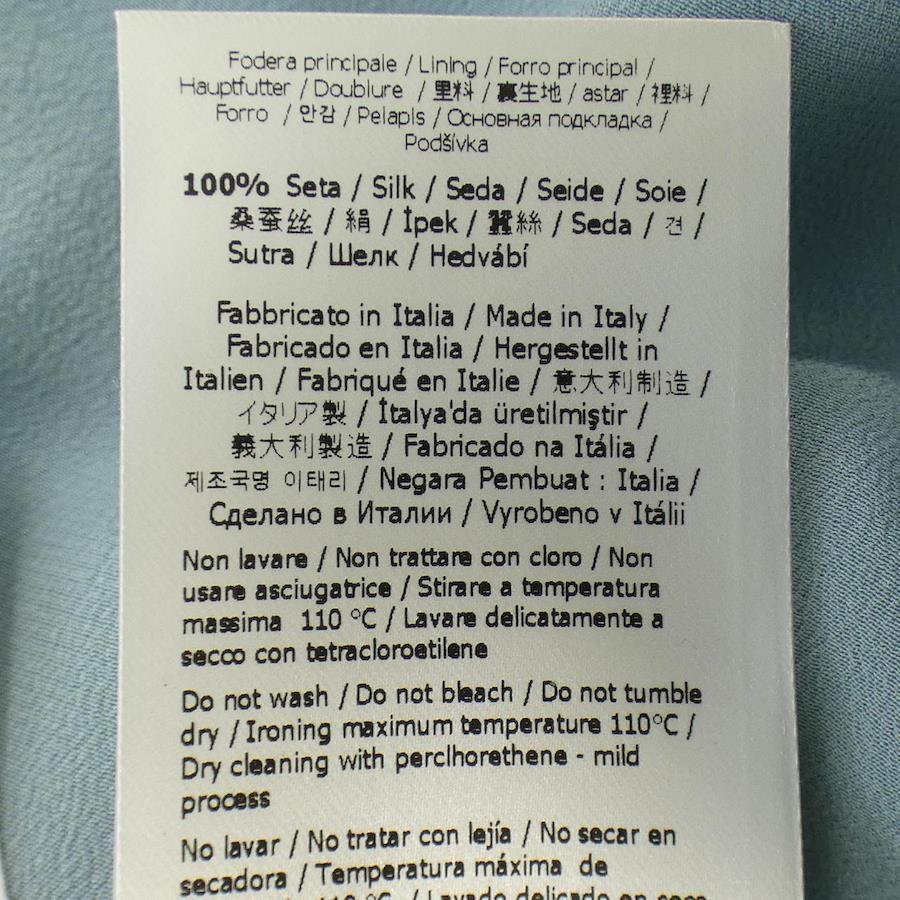 Fodera principale / Lining / Forro principal /
Hauptfutter / Doublure / 里料 / 裏生地 / astar / 裡料 /
Forro / 안감 / Pelapis / Основная подкладка /
Podšívka
100% Seta / Silk / Seda / Seide / Soie /
桑蚕丝 / 絹 / İpek / 蠶絲 / Seda / 견 /
Sutra / Шелк / Hedvábí
Fabbricato in Italia / Made in Italy /
Fabricado en Italia / Hergestellt in
Italien / Fabriqué en Italie / 意大利制造 /
イタリア製 / İtalya'da üretilmiştir /
義大利製造 / Fabricado na Itália /
제조국명 이태리 / Negara Pembuat : Italia /
Сделано в Италии / Vyrobeno v Itálii
Non lavare / Non trattare con cloro / Non
usare asciugatrice / Stirare a temperatura
massima 110 °C / Lavare delicatamente a
secco con tetracloroetilene
Do not wash / Do not bleach / Do not tumble
dry / Ironing maximum temperature 110°C /
Dry cleaning with perclhorethene - mild
process
No lavar / No tratar con lejía / No secar en
secadora / Temperatura máxima de
110 °C / Lavado delicado en seco